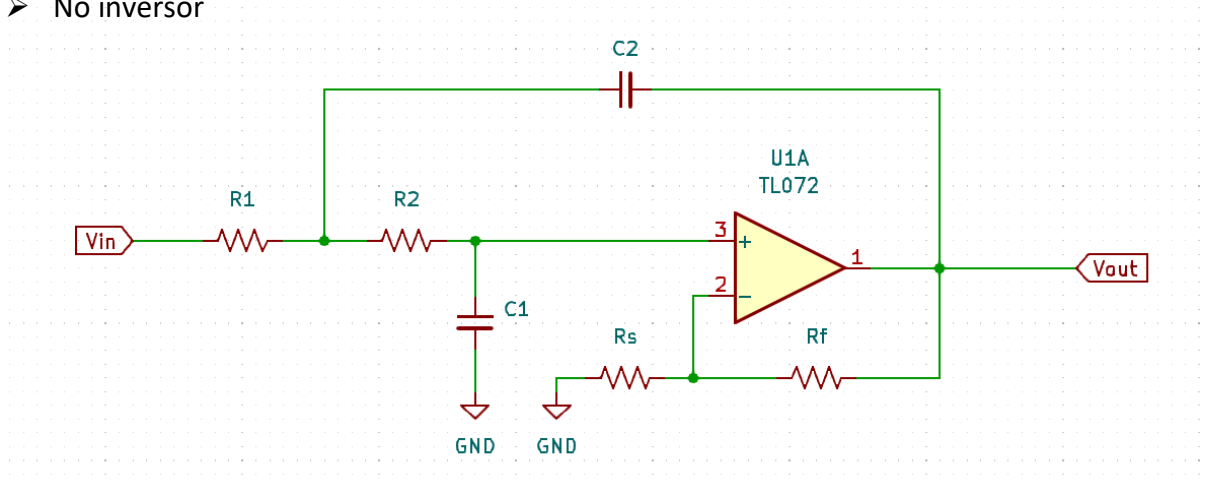 ➢ No inversor
C2
U1A
TL072
R1
R2
Vin
3
+
1
Vout
2
−
C1
Rs
Rf
GND
GND